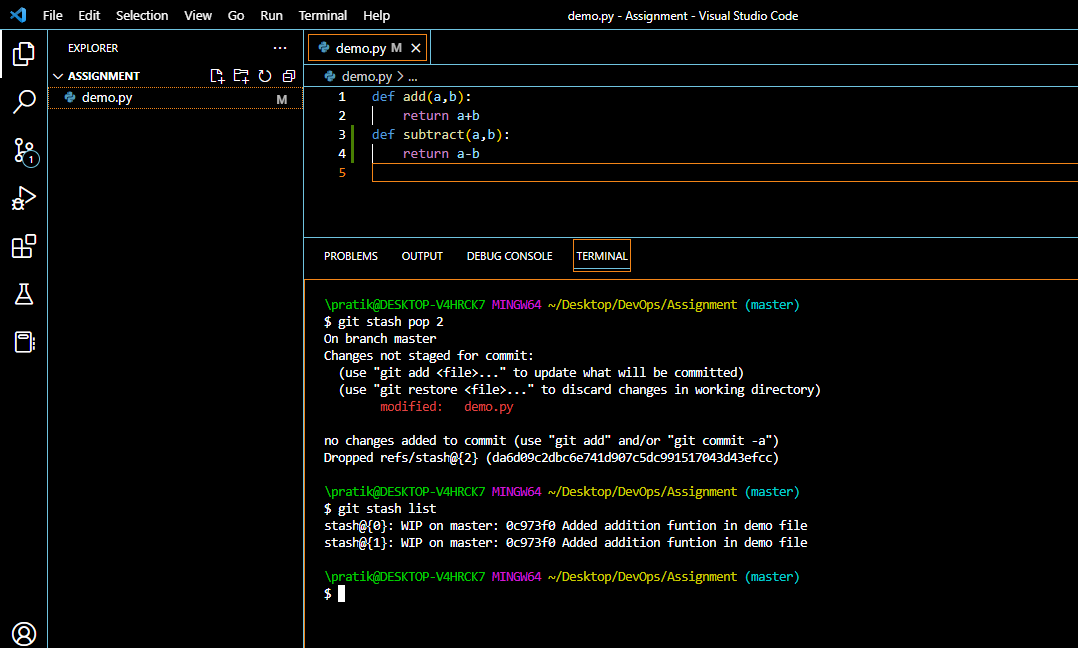 File Edit Selection View Go Run Terminal Help demo.py - Assignment - Visual Studio Code
EXPLORER ...
ASSIGNMENT
demo.py M
1
demo.py M
demo.py > ...
1 def add(a,b):
2 return a+b
3 def subtract(a,b):
4 return a-b
5
PROBLEMS OUTPUT DEBUG CONSOLE TERMINAL
\pratik@DESKTOP-V4HRCK7 MINGW64 ~/Desktop/DevOps/Assignment (master)
$ git stash pop 2
On branch master
Changes not staged for commit:
(use "git add <file>..." to update what will be committed)
(use "git restore <file>..." to discard changes in working directory)
modified: demo.py
no changes added to commit (use "git add" and/or "git commit -a")
Dropped refs/stash@{2} (da6d09c2dbc6e741d907c5dc991517043d43efcc)
\pratik@DESKTOP-V4HRCK7 MINGW64 ~/Desktop/DevOps/Assignment (master)
$ git stash list
stash@{0}: WIP on master: 0c973f0 Added addition funtion in demo file
stash@{1}: WIP on master: 0c973f0 Added addition funtion in demo file
\pratik@DESKTOP-V4HRCK7 MINGW64 ~/Desktop/DevOps/Assignment (master)
$